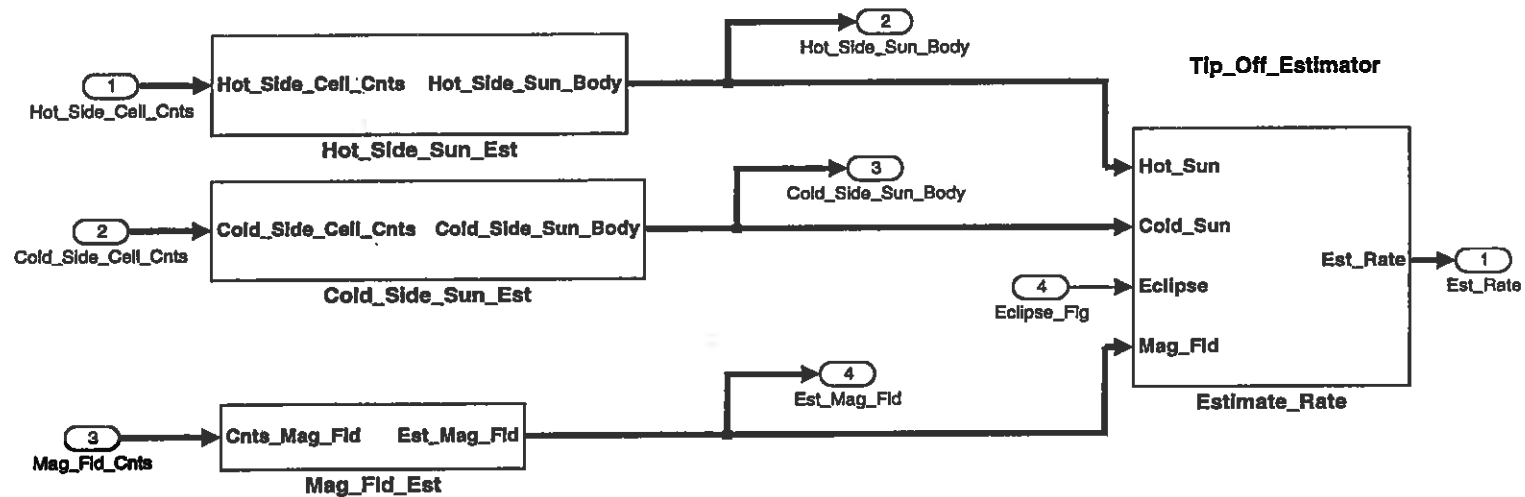 2
Hot_Side_Sun_Body
Tip_Off_Estimator
1
Hot_Side_Cell_Cnts
Hot_Side_Cell_Cnts Hot_Side_Sun_Body
Hot_Side_Sun_Est
Hot_Sun
3
Cold_Side_Sun_Body
2
Cold_Side_Cell_Cnts
Cold_Side_Cell_Cnts Cold_Side_Sun_Body
Cold_Side_Sun_Est
Cold_Sun
Est_Rate
1
Est_Rate
4
Eclipse_Flg
Eclipse
Mag_Fld
Estimate_Rate
4
Est_Mag_Fld
3
Mag_Fld_Cnts
Cnts_Mag_Fld Est_Mag_Fld
Mag_Fld_Est